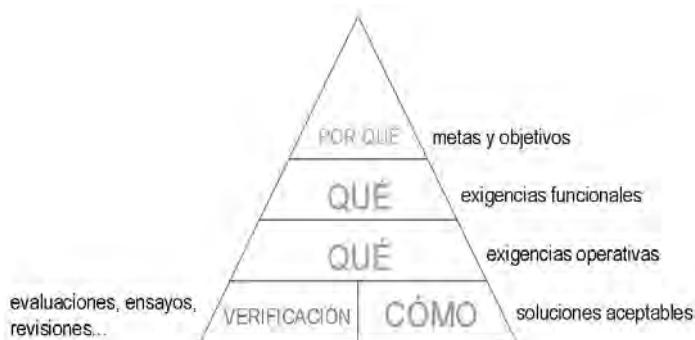 POR QUÉ metas y objetivos
QUÉ exigencias funcionales
QUÉ exigencias operativas
evaluaciones, ensayos,
revisiones...
VERIFICACIÓN CÓMO soluciones aceptables